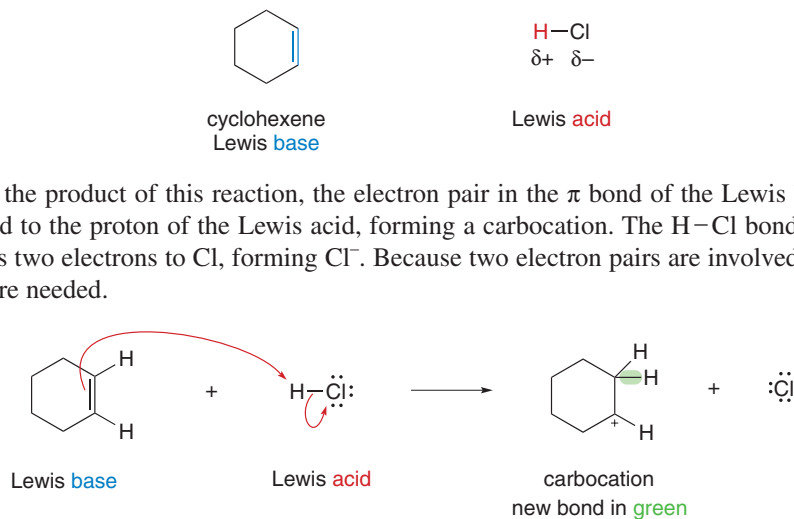 H–Cl
δ+ δ−
cyclohexene
Lewis base
Lewis acid
the product of this reaction, the electron pair in the π bond of the Lewis
d to the proton of the Lewis acid, forming a carbocation. The H−Cl bond
s two electrons to Cl, forming Cl⁻. Because two electron pairs are involved
re needed.
H
H
+
H–Cl:
H
H
+
H
+
:Cl
Lewis base
Lewis acid
carbocation
new bond in green